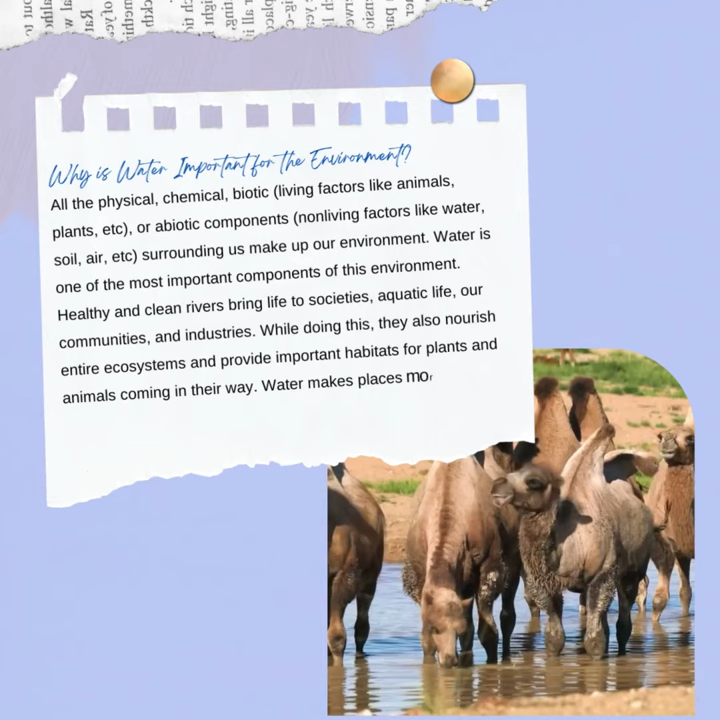 Why is Water Important for the Environment?
All the physical, chemical, biotic (living factors like animals,
plants, etc), or abiotic components (nonliving factors like water,
soil, air, etc) surrounding us make up our environment. Water is
one of the most important components of this environment.
Healthy and clean rivers bring life to societies, aquatic life, our
communities, and industries. While doing this, they also nourish
entire ecosystems and provide important habitats for plants and
animals coming in their way. Water makes places mor